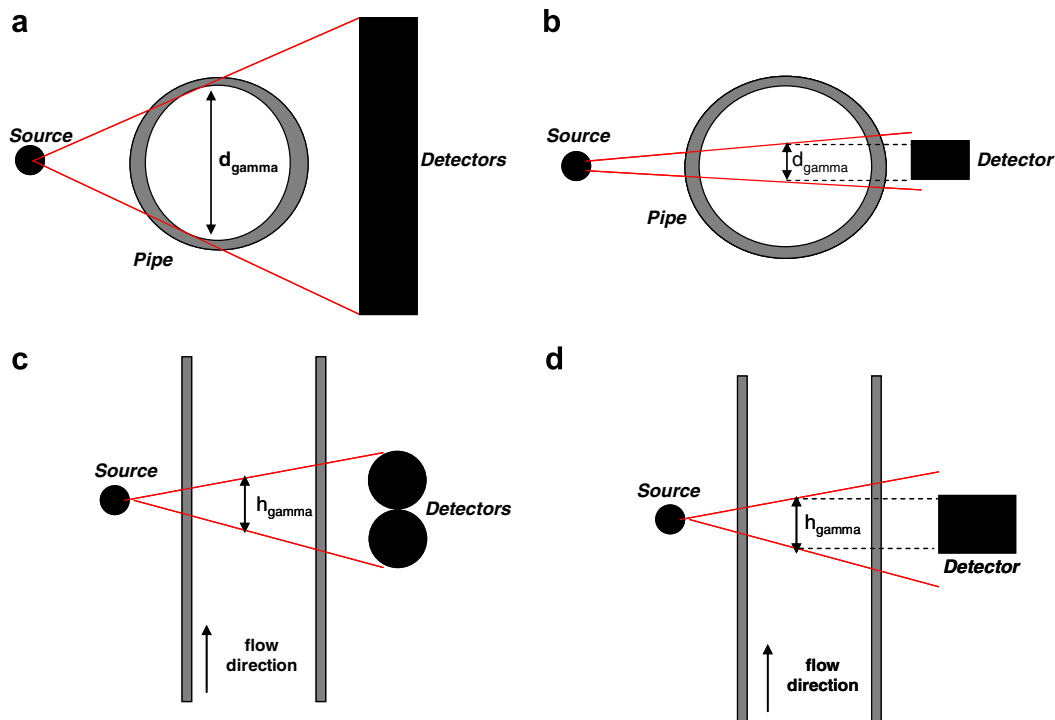 a
Source
d gamma
Detectors
Pipe
b
Source
d gamma
Detector
Pipe
c
Source
h gamma
Detectors
flow
direction
d
Source
h gamma
Detector
flow
direction